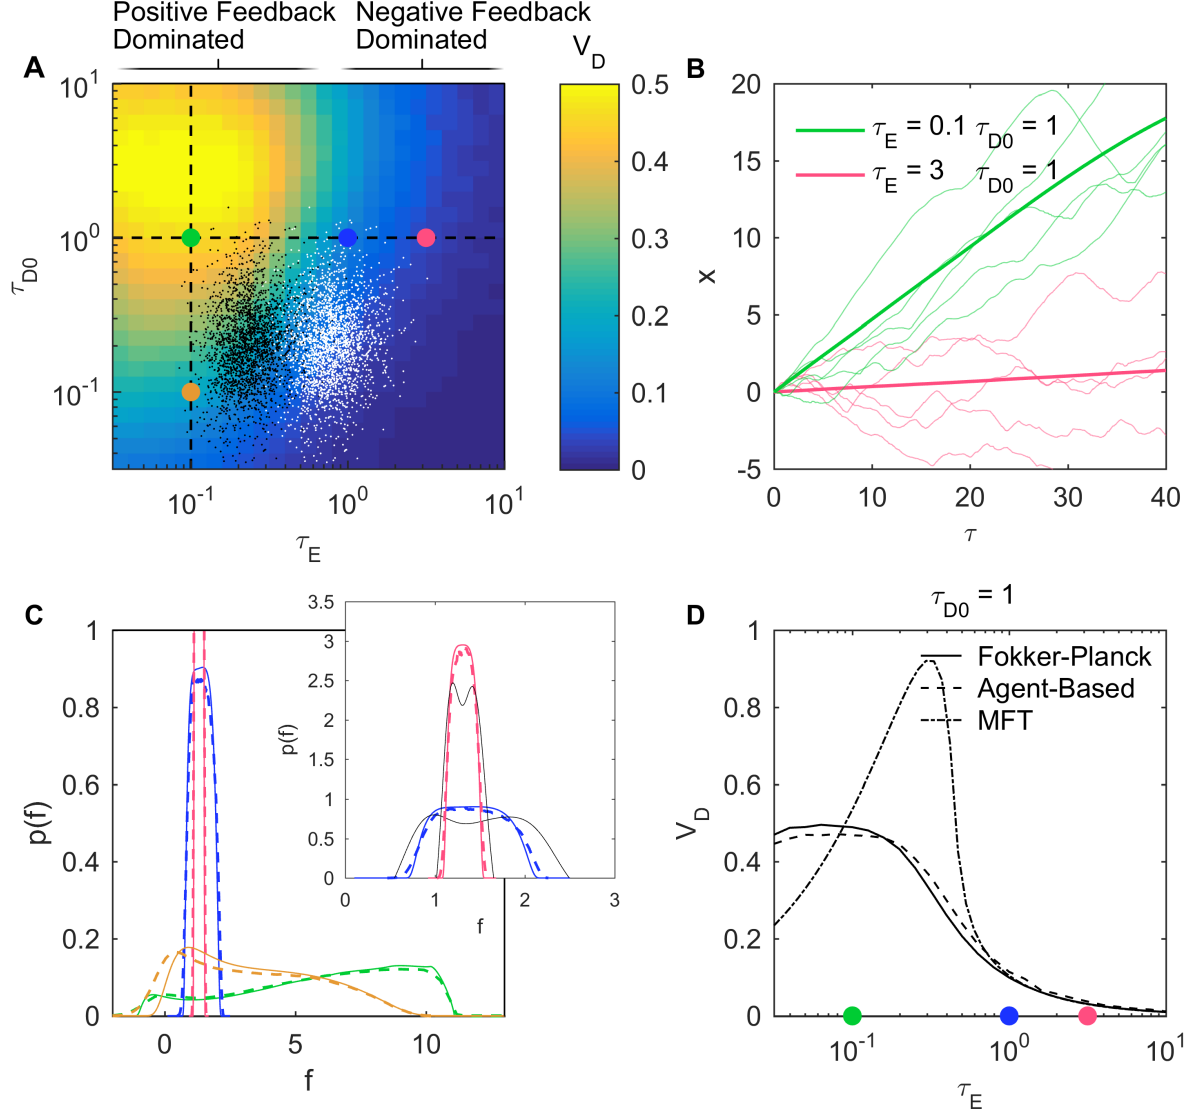 Positive Feedback
Dominated
Negative Feedback
Dominated
V_D
A
10^1
10^0
10^-1
τ_D0
10^-1
10^0
10^1
τ_E
0.5
0.4
0.3
0.2
0.1
0
B
20
15
10
5
0
-5
x
τ_E = 0.1 τ_D0 = 1
τ_E = 3 τ_D0 = 1
0
10
20
30
40
τ
C
1
0.8
0.6
0.4
0.2
0
p(f)
0
5
10
f
3.5
3
2.5
2
1.5
1
0.5
0
p(f)
0
1
2
3
f
D
τ_D0 = 1
1
0.8
0.6
0.4
0.2
0
V_D
Fokker-Planck
Agent-Based
MFT
10^-1
10^0
10^1
τ_E